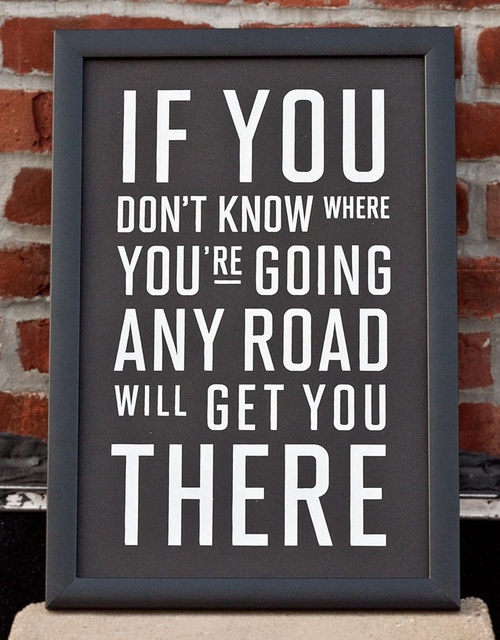 IF YOU
DON'T KNOW WHERE
YOU'RE GOING
ANY ROAD
WILL GET YOU
THERE